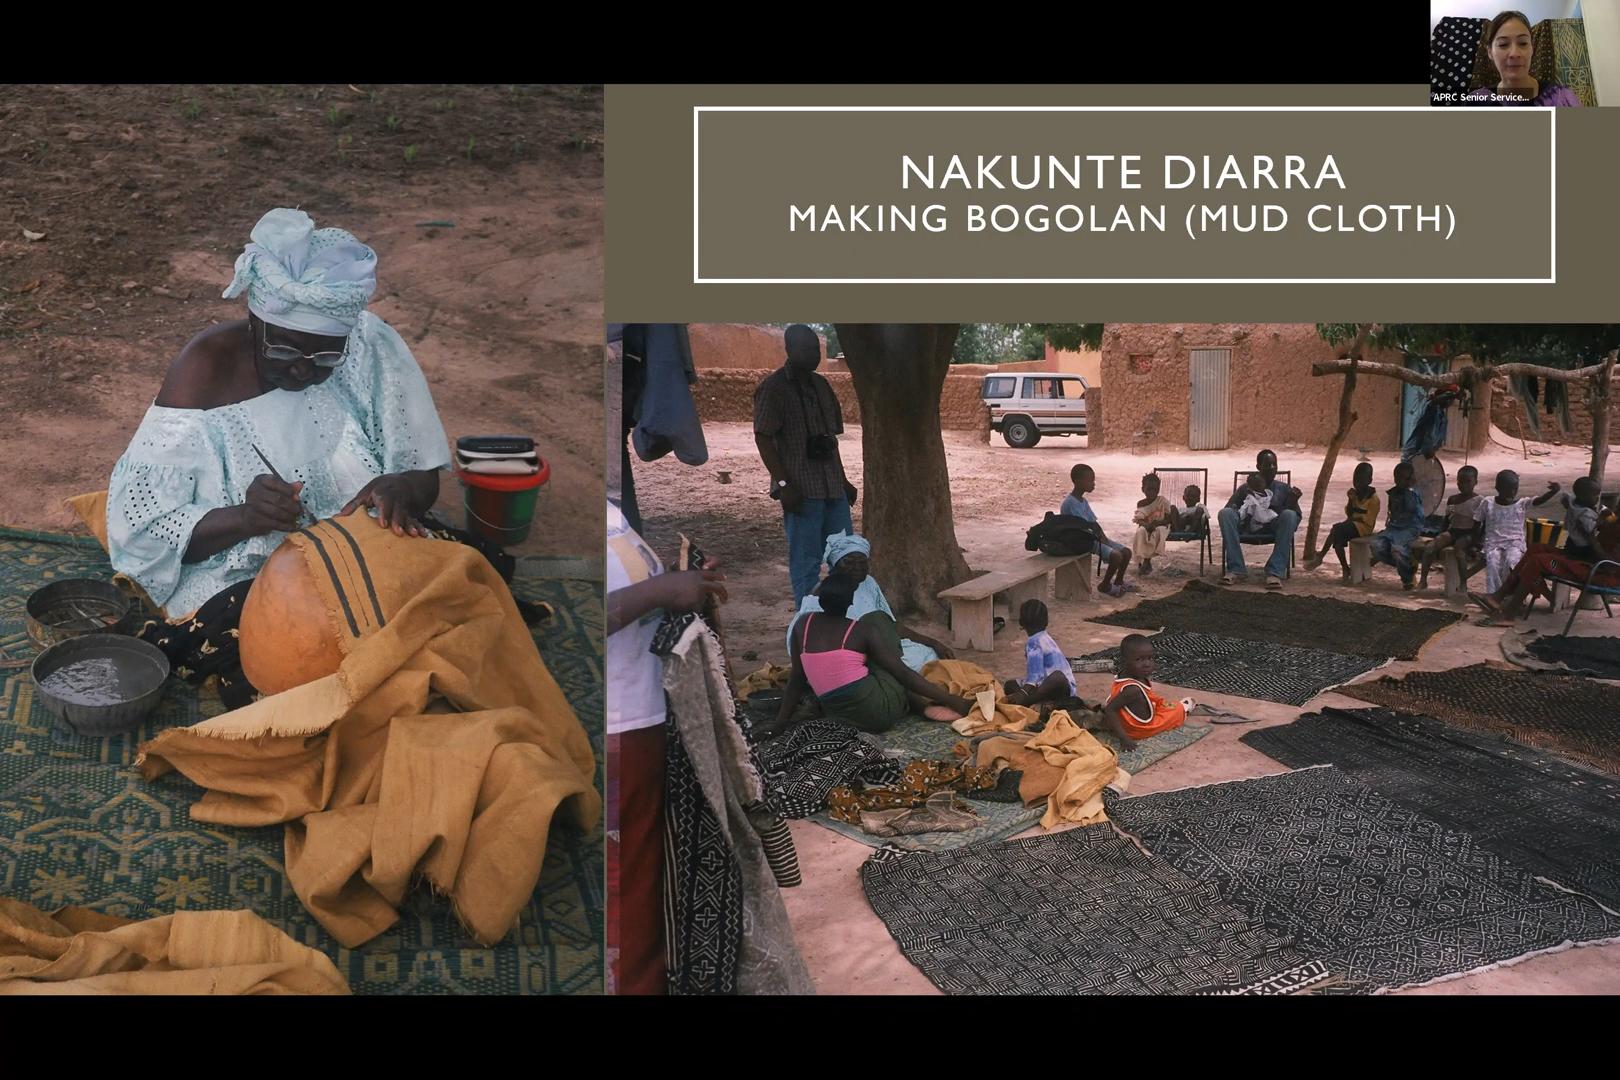 NAKUNTE DIARRA
MAKING BOGOLAN (MUD CLOTH)
APRC Senior Service...